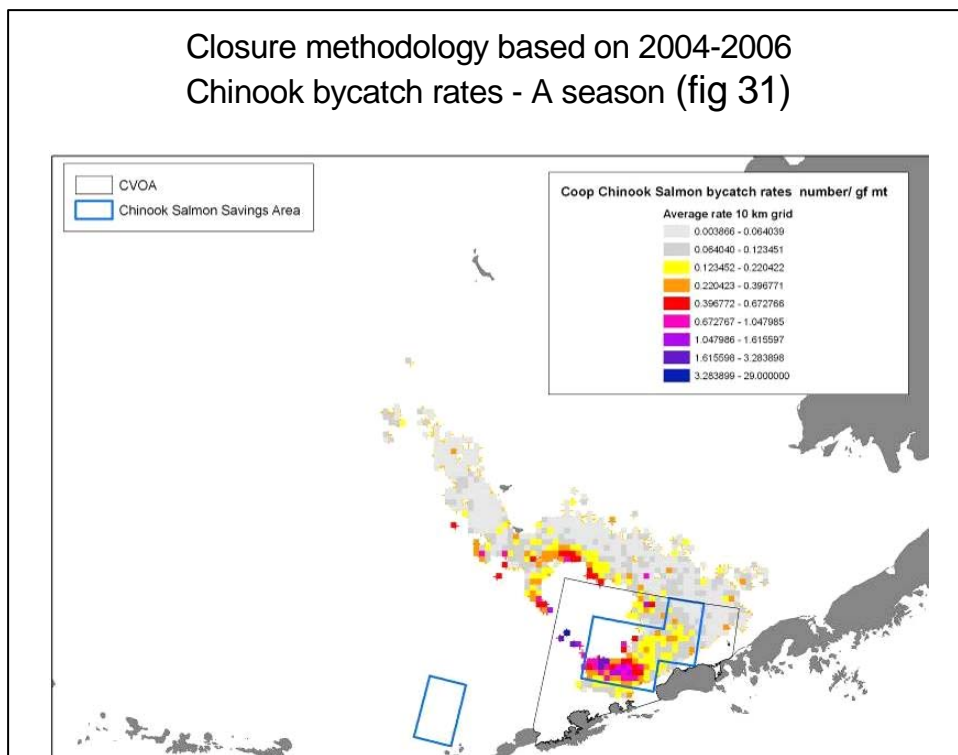 Closure methodology based on 2004-2006
Chinook bycatch rates - A season (fig 31)
CVOA
Chinook Salmon Savings Area
Coop Chinook Salmon bycatch rates number/ gf mt
Average rate 10 km grid
0.003866 - 0.064039
0.064040 - 0.123451
0.123452 - 0.220422
0.220423 - 0.396771
0.396772 - 0.672766
0.672767 - 1.047985
1.047986 - 1.615597
1.615598 - 3.283898
3.283899 - 29.000000